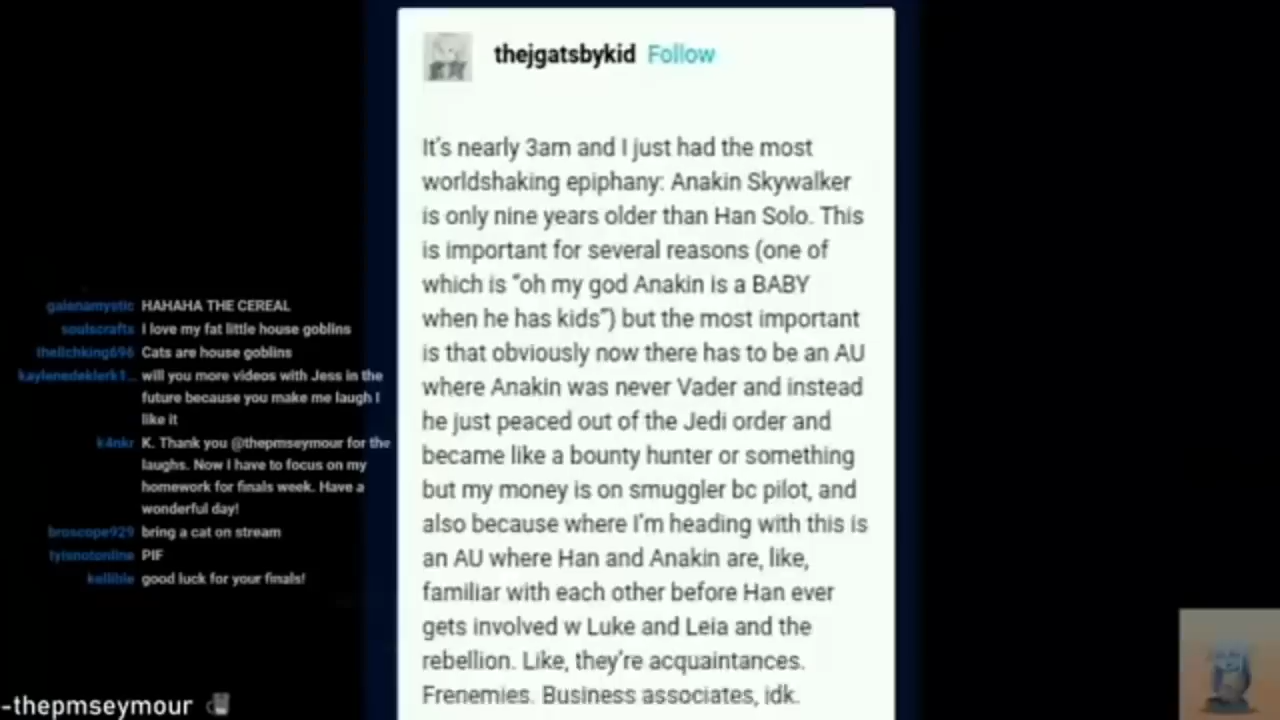 thejgatsbykid Follow
It's nearly 3am and I just had the most
worldshaking epiphany: Anakin Skywalker
is only nine years older than Han Solo. This
is important for several reasons (one of
which is "oh my god Anakin is a BABY
when he has kids") but the most important
is that obviously now there has to be an AU
where Anakin was never Vader and instead
he just peaced out of the Jedi order and
became like a bounty hunter or something
but my money is on smuggler bc pilot, and
also because where I'm heading with this is
an AU where Han and Anakin are, like,
familiar with each other before Han ever
gets involved w Luke and Leia and the
rebellion. Like, they're acquaintances.
Frenemies. Business associates, idk.
galenamystic HAHAHA THE CEREAL
soulscrafts I love my fat little house goblins
thelichking696 Cats are house goblins
kaylenedeklerk1... will you more videos with Jess in the
future because you make me laugh I
like it
k4nkr K. Thank you @thepmseymour for the
laughs. Now I have to focus on my
homework for finals week. Have a
wonderful day!
broscope929 bring a cat on stream
tyisnotonline PIF
kellible good luck for your finals!
-thepmseymour